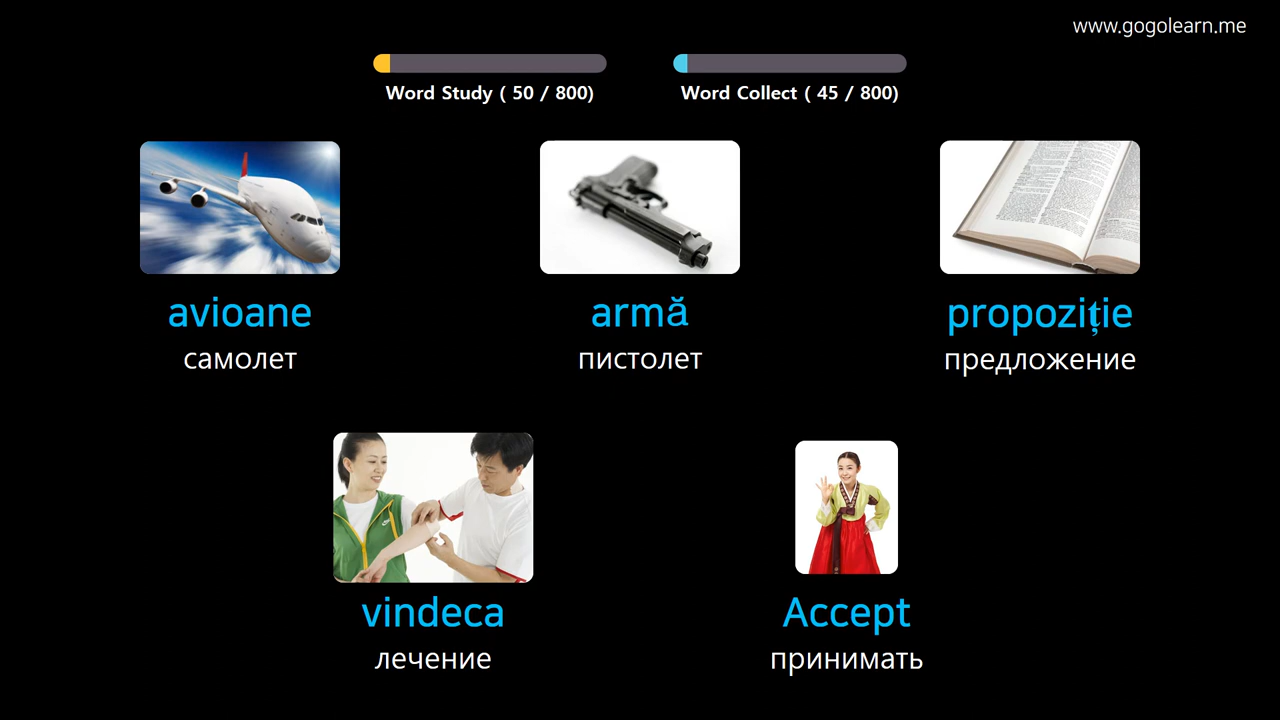 www.gogolearn.me
Word Study ( 50 / 800)
Word Collect ( 45 / 800)
avioane
armă
propoziție
самолет
пистолет
предложение
vindeca
Accept
лечение
принимать